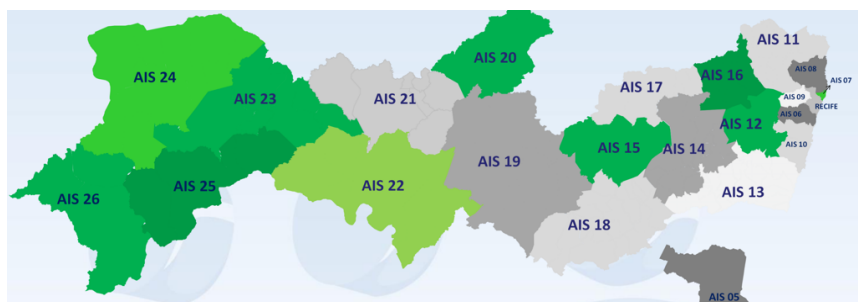 AIS 11
AIS 20
AIS 08
AIS 24
AIS 16
AIS 07
AIS 17
AIS 23
AIS 21
AIS 09
RECIFE
AIS 06
AIS 12
AIS 15
AIS 14
AIS 10
AIS 19
AIS 25
AIS 22
AIS 13
AIS 26
AIS 18
AIS 05